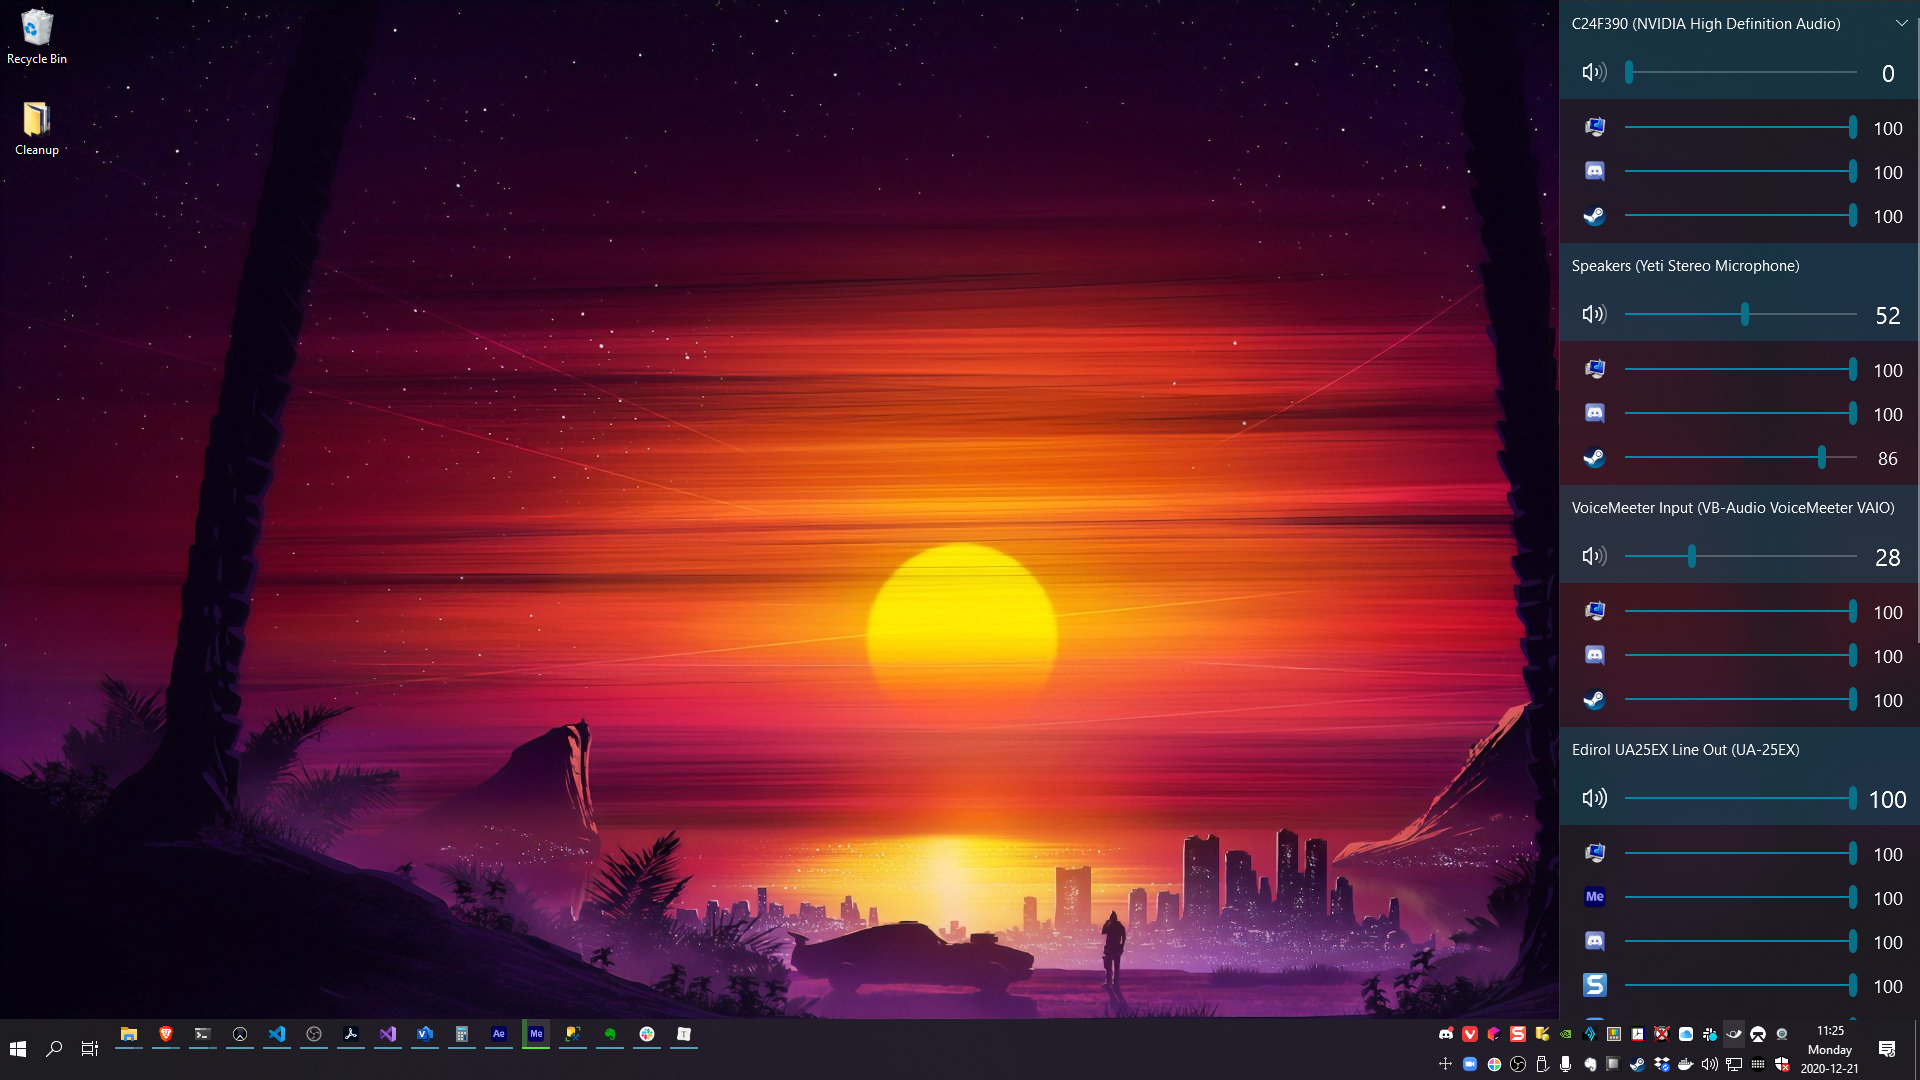 Recycle Bin
Cleanup
C24F390 (NVIDIA High Definition Audio)
0
100
100
100
Speakers (Yeti Stereo Microphone)
52
100
100
86
VoiceMeeter Input (VB-Audio VoiceMeeter VAIO)
28
100
100
100
Edirol UA25EX Line Out (UA-25EX)
100
100
Me 100
100
S 100
Ae Me T
11:25
Monday
2020-12-21